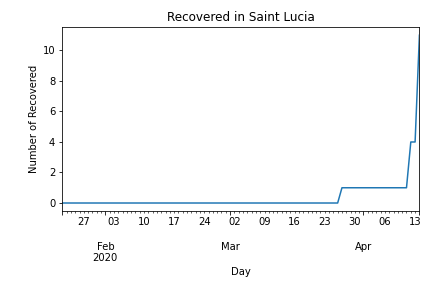 Recovered in Saint Lucia
Number of Recovered
10
8
6
4
2
0
27 03 10 17 24 02 09 16 23 30 06 13
Feb Mar Apr
2020
Day